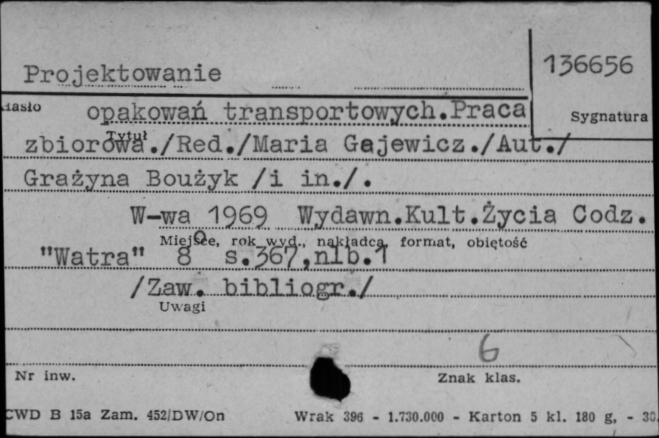 Projektowanie
136656
Hasło
opakowań transportowych.Praca
Sygnatura
Tytuł
zbiorowa./Red./Maria Gajewicz./Aut./
Grażyna Boużyk /i in./.
W-wa 1969 Wydawn.Kult.Życia Codz.
Miejsce, rok wyd., nakładca, format, objętość
"Watra" 8° s.367,nlb.1
/Zaw. bibliogr./
Uwagi
6
Nr inw.
Znak klas.
CWD B 15a Zam. 452/DW/On
Wrak 396 - 1.730.000 - Karton 5 kl. 180 g, - 30.